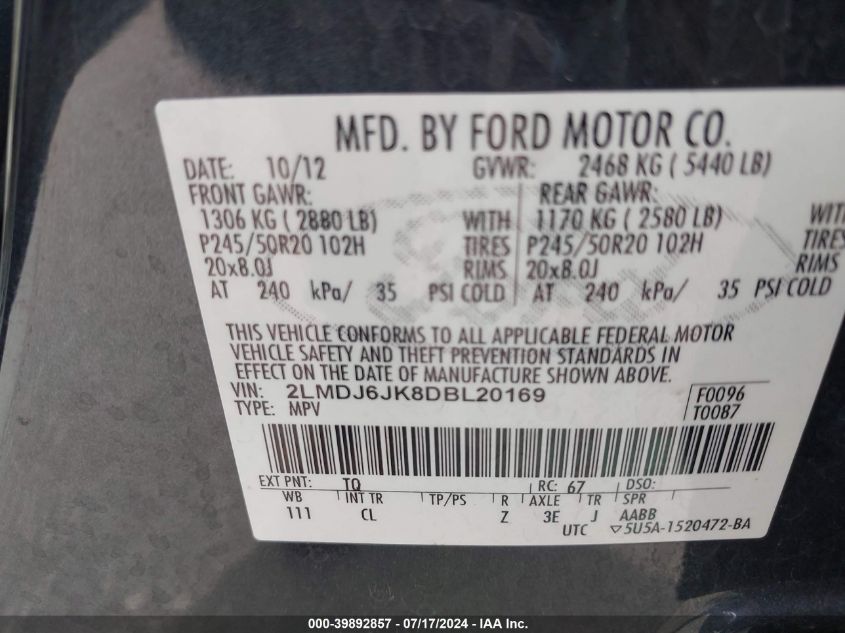 MFD. BY FORD MOTOR CO.
DATE: 10/12 GVWR: 2468 KG ( 5440 LB)
FRONT GAWR: REAR GAWR:
1306 KG ( 2880 LB) WITH 1170 KG ( 2580 LB) WITH
P245/50R20 102H TIRES P245/50R20 102H TIRES
20x8.0J RIMS 20x8.0J RIMS
AT 240 kPa/ 35 PSI COLD AT 240 kPa/ 35 PSI COLD
THIS VEHICLE CONFORMS TO ALL APPLICABLE FEDERAL MOTOR
VEHICLE SAFETY AND THEFT PREVENTION STANDARDS IN
EFFECT ON THE DATE OF MANUFACTURE SHOWN ABOVE.
VIN: 2LMDJ6JK8DBL20169 F0096
TYPE: MPV T0087
EXT PNT: TQ RC: 67 DSO:
WB INT TR TP/PS R AXLE TR SPR
111 CL Z 3E J AABB
UTC ▽5U5A-1520472-BA
000-39892857 - 07/17/2024 - IAA Inc.